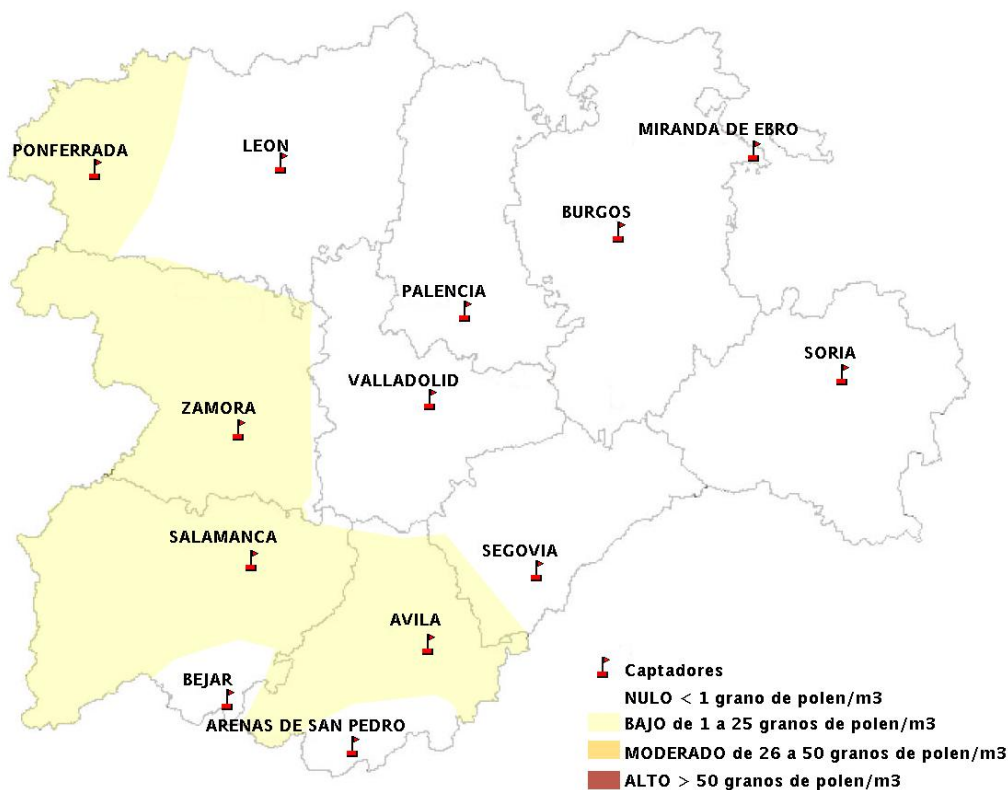 MIRANDA DE EBRO
LEON
PONFERRADA
BURGOS
PALENCIA
SORIA
VALLADOLID
ZAMORA
SALAMANCA
SEGOVIA
AVILA
BEJAR
ARENAS DE SAN PEDRO
Captadores
NULO < 1 grano de polen/m3
BAJO de 1 a 25 granos de polen/m3
MODERADO de 26 a 50 granos de polen/m3
ALTO > 50 granos de polen/m3